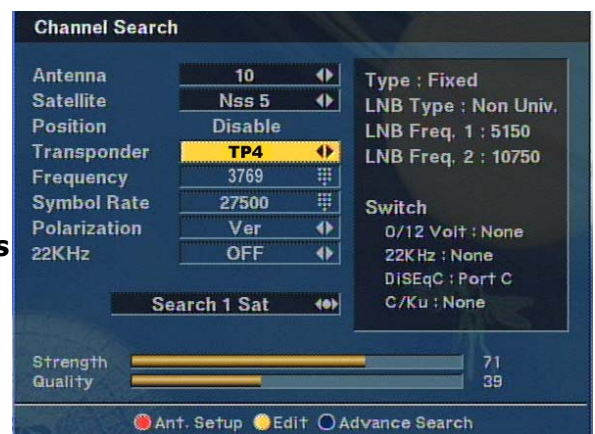 Channel Search
Antenna 10
Satellite Nss 5
Position Disable
Transponder TP4
Frequency 3769
Symbol Rate 27500
Polarization Ver
s
22KHz OFF
Search 1 Sat
Type : Fixed
LNB Type : Non Univ.
LNB Freq. 1 : 5150
LNB Freq. 2 : 10750
Switch
0/12 Volt : None
22KHz : None
DiSEqC : Port C
C/Ku : None
Strength 71
Quality 39
Ant. Setup Edit Advance Search